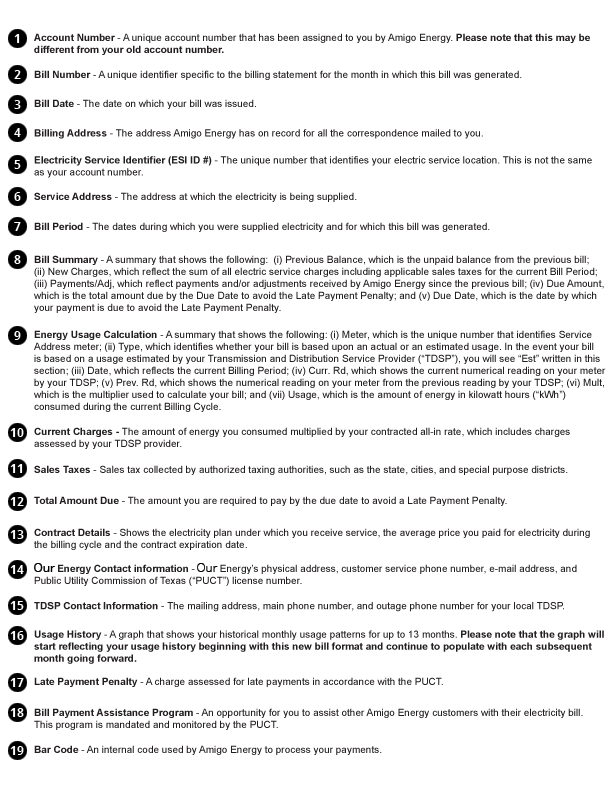 1 Account Number - A unique account number that has been assigned to you by Amigo Energy. Please note that this may be
different from your old account number.
2 Bill Number - A unique identifier specific to the billing statement for the month in which this bill was generated.
3 Bill Date - The date on which your bill was issued.
4 Billing Address - The address Amigo Energy has on record for all the correspondence mailed to you.
5 Electricity Service Identifier (ESI ID #) - The unique number that identifies your electric service location. This is not the same
as your account number.
6 Service Address - The address at which the electricity is being supplied.
7 Bill Period - The dates during which you were supplied electricity and for which this bill was generated.
8 Bill Summary - A summary that shows the following: (i) Previous Balance, which is the unpaid balance from the previous bill;
(ii) New Charges, which reflect the sum of all electric service charges including applicable sales taxes for the current Bill Period;
(iii) Payments/Adj, which reflect payments and/or adjustments received by Amigo Energy since the previous bill; (iv) Due Amount,
which is the total amount due by the Due Date to avoid the Late Payment Penalty; and (v) Due Date, which is the date by which
your payment is due to avoid the Late Payment Penalty.
9 Energy Usage Calculation - A summary that shows the following: (i) Meter, which is the unique number that identifies Service
Address meter; (ii) Type, which identifies whether your bill is based upon an actual or an estimated usage. In the event your bill
is based on a usage estimated by your Transmission and Distribution Service Provider (“TDSP”), you will see “Est” written in this
section; (iii) Date, which reflects the current Billing Period; (iv) Curr. Rd, which shows the current numerical reading on your meter
by your TDSP; (v) Prev. Rd, which shows the numerical reading on your meter from the previous reading by your TDSP; (vi) Mult,
which is the multiplier used to calculate your bill; and (vii) Usage, which is the amount of energy in kilowatt hours (“kWh”)
consumed during the current Billing Cycle.
10 Current Charges - The amount of energy you consumed multiplied by your contracted all-in rate, which includes charges
assessed by your TDSP provider.
11 Sales Taxes - Sales tax collected by authorized taxing authorities, such as the state, cities, and special purpose districts.
12 Total Amount Due - The amount you are required to pay by the due date to avoid a Late Payment Penalty.
13 Contract Details - Shows the electricity plan under which you receive service, the average price you paid for electricity during
the billing cycle and the contract expiration date.
14 Our Energy Contact information - Our Energy’s physical address, customer service phone number, e-mail address, and
Public Utility Commission of Texas (“PUCT”) license number.
15 TDSP Contact Information - The mailing address, main phone number, and outage phone number for your local TDSP.
16 Usage History - A graph that shows your historical monthly usage patterns for up to 13 months. Please note that the graph will
start reflecting your usage history beginning with this new bill format and continue to populate with each subsequent
month going forward.
17 Late Payment Penalty - A charge assessed for late payments in accordance with the PUCT.
18 Bill Payment Assistance Program - An opportunity for you to assist other Amigo Energy customers with their electricity bill.
This program is mandated and monitored by the PUCT.
19 Bar Code - An internal code used by Amigo Energy to process your payments.